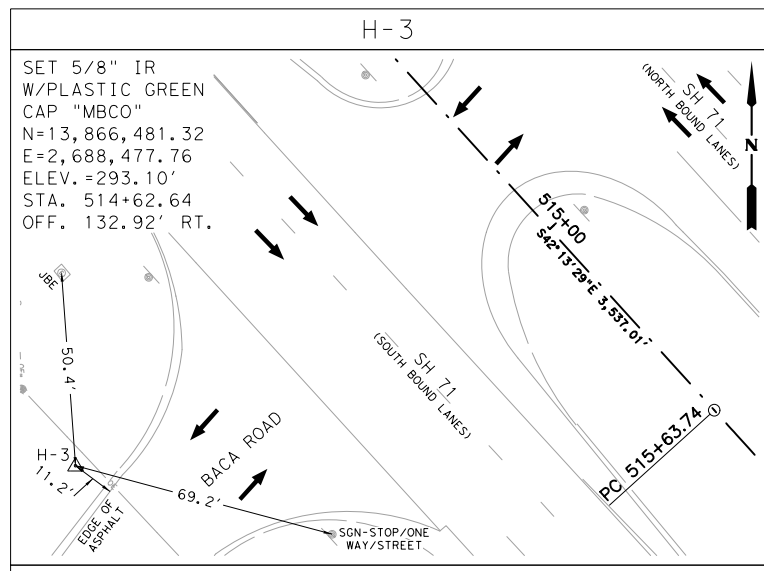 H-3
SET 5/8" IR
W/PLASTIC GREEN
CAP "MBCO"
N=13,866,481.32
E=2,688,477.76
ELEV.=293.10'
STA. 514+62.64
OFF. 132.92' RT.
SH 71
(NORTH BOUND LANES)
N
515+00
S42°13'29"E 3,537.01'
JBE
50.4'
SH 71
(SOUTH BOUND LANES)
PC 515+63.74
H-3
11.2'
BACA ROAD
69.2'
EDGE OF
ASPHALT
SGN-STOP/ONE
WAY/STREET